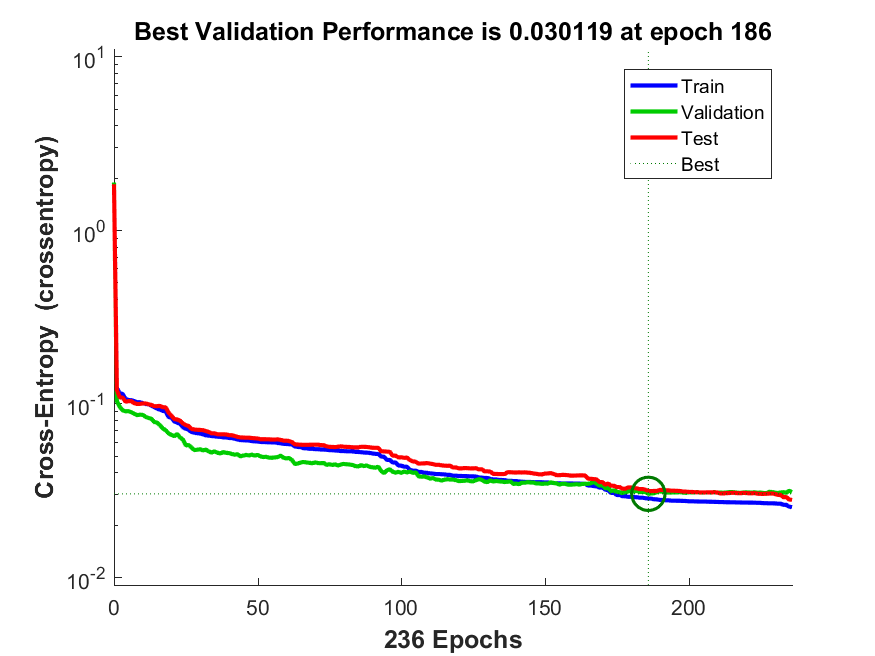 Best Validation Performance is 0.030119 at epoch 186
Cross-Entropy (crossentropy)
10^1
10^0
10^-1
10^-2
Train
Validation
Test
Best
0
50
100
150
200
236 Epochs